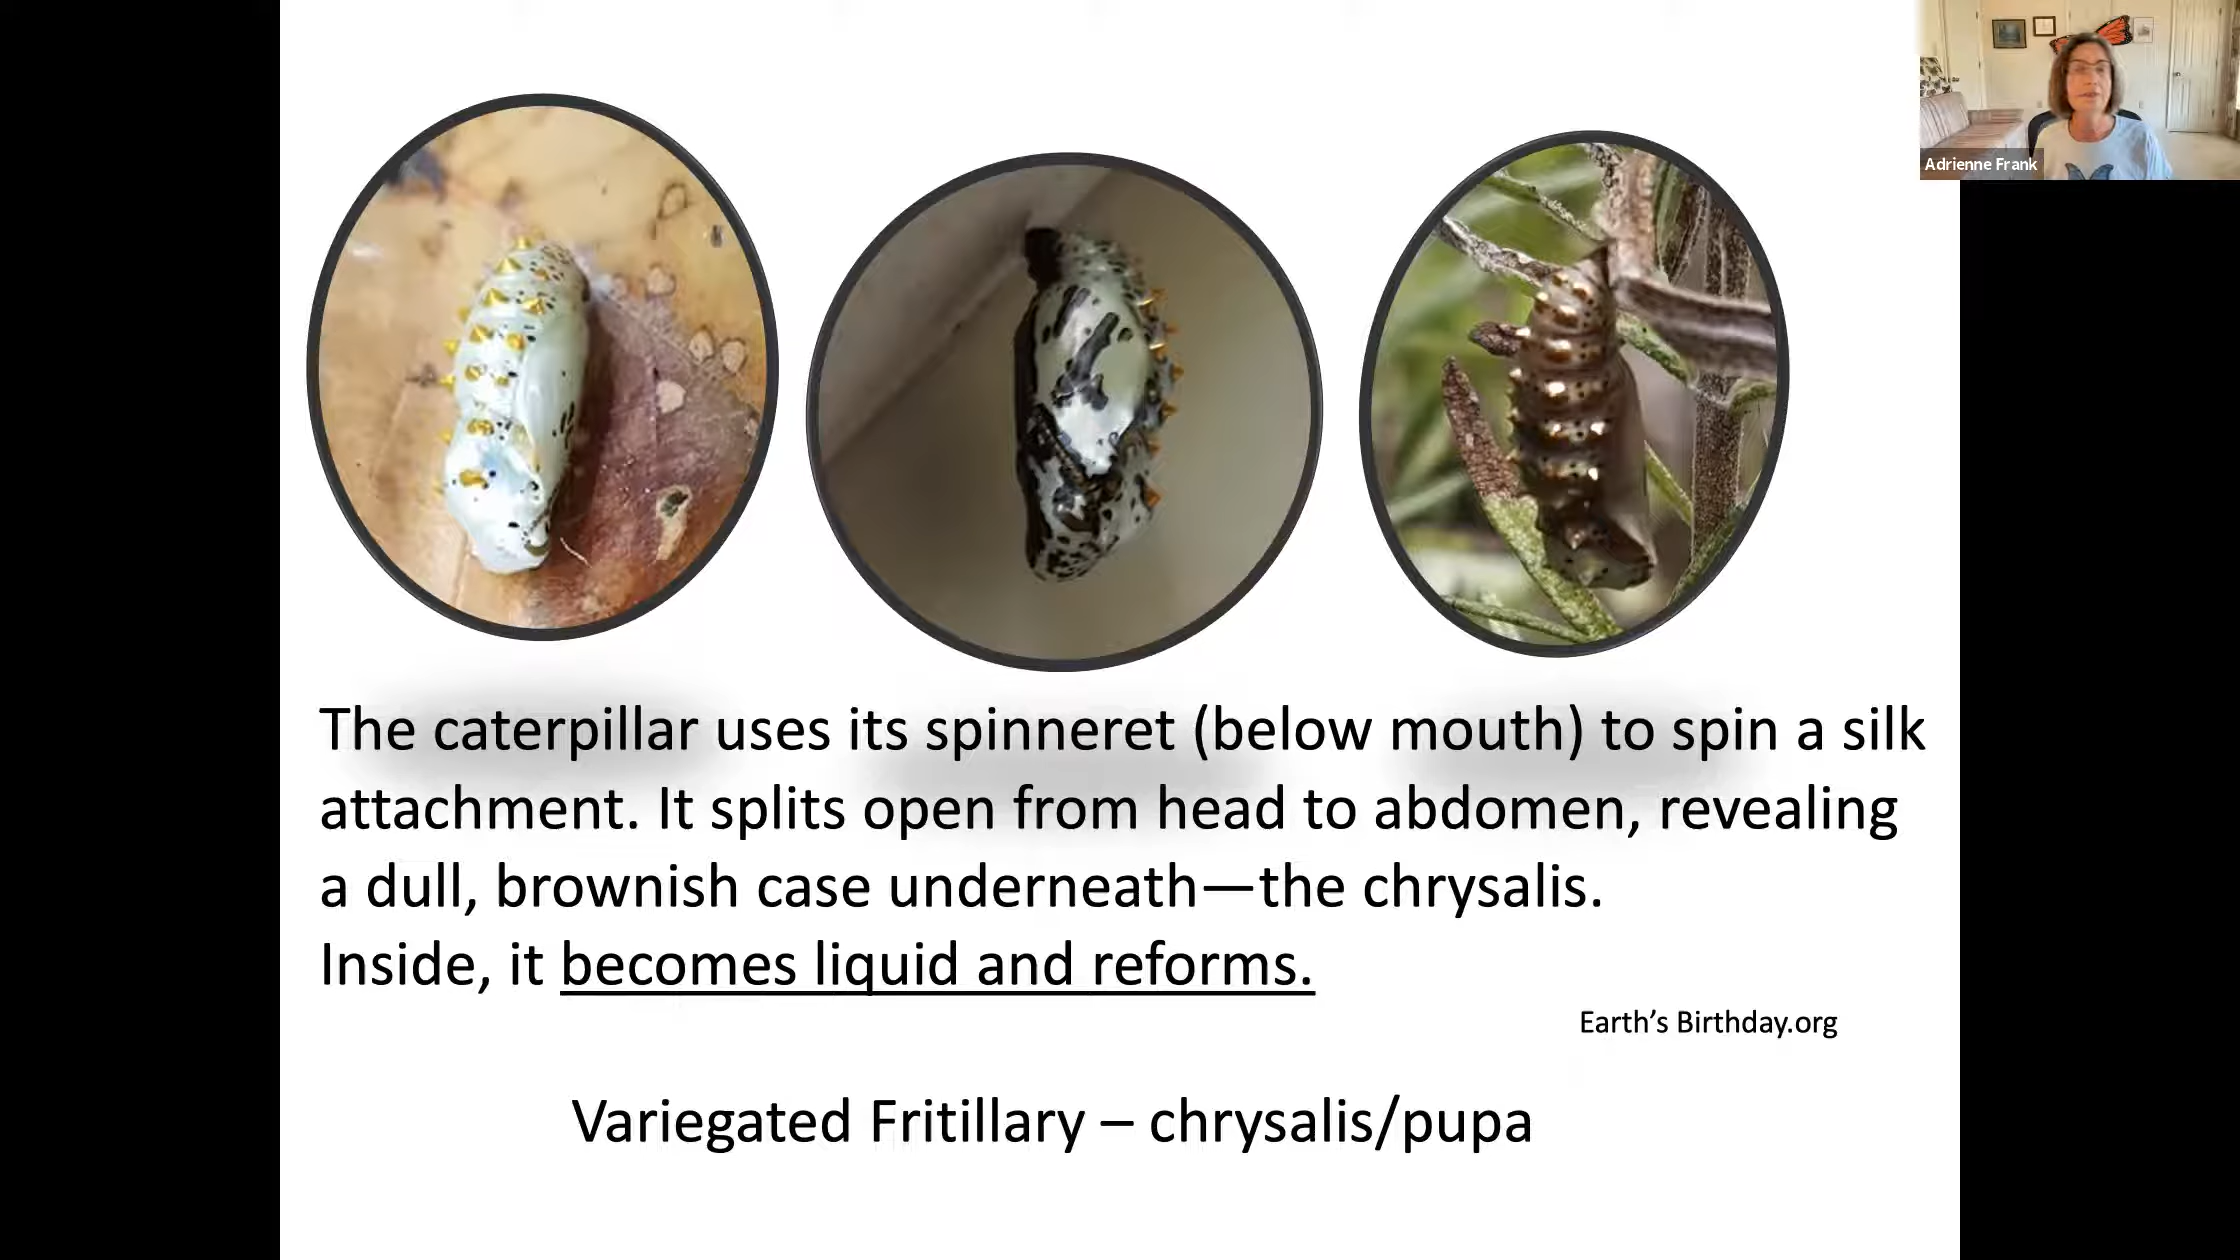 Adrienne Frank
The caterpillar uses its spinneret (below mouth) to spin a silk
attachment. It splits open from head to abdomen, revealing
a dull, brownish case underneath—the chrysalis.
Inside, it becomes liquid and reforms.
Earth’s Birthday.org
Variegated Fritillary – chrysalis/pupa